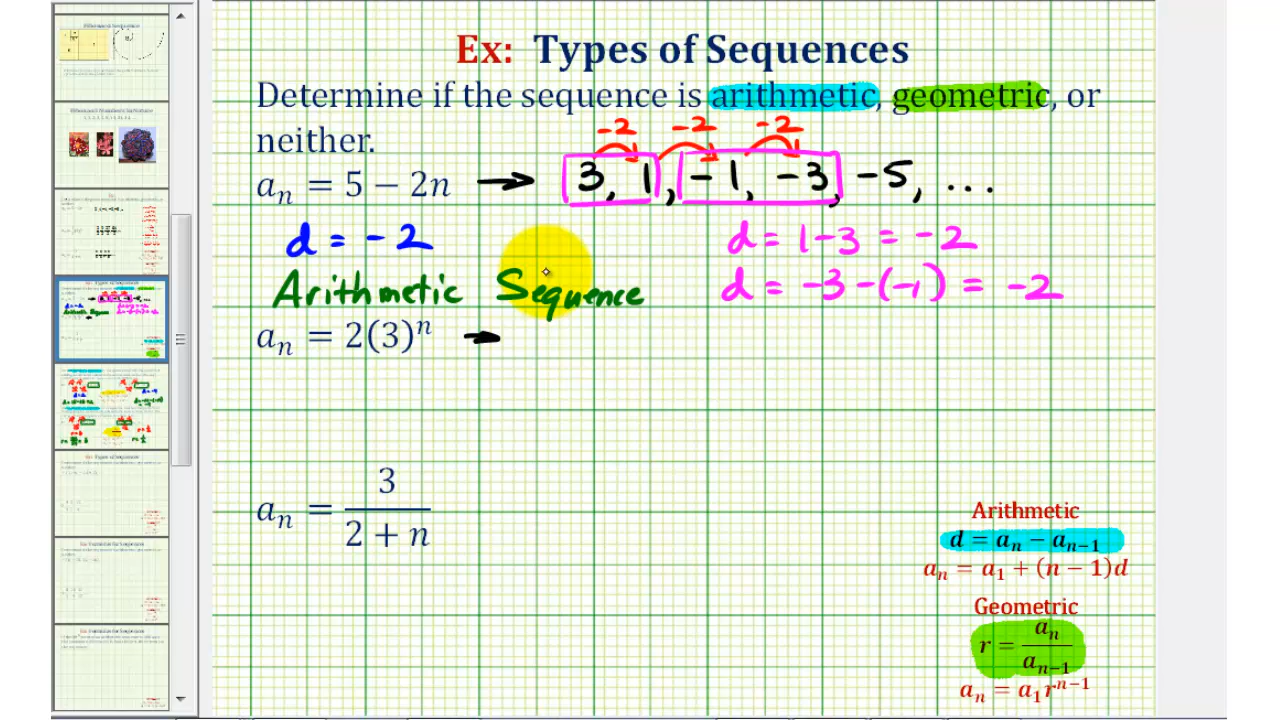 Ex: Types of Sequences
Determine if the sequence is arithmetic, geometric, or
neither.
-2 -2 -2
aₙ = 5 − 2n → 3, 1, -1, -3, -5, ...
d = -2
d = 1-3 = -2
Arithmetic Sequence
d = -3-(-1) = -2
aₙ = 2(3)ⁿ →
aₙ = 3/(2 + n)
Arithmetic
d = aₙ − aₙ₋₁
aₙ = a₁ + (n − 1)d
Geometric
r = aₙ/aₙ₋₁
aₙ = a₁rⁿ⁻¹